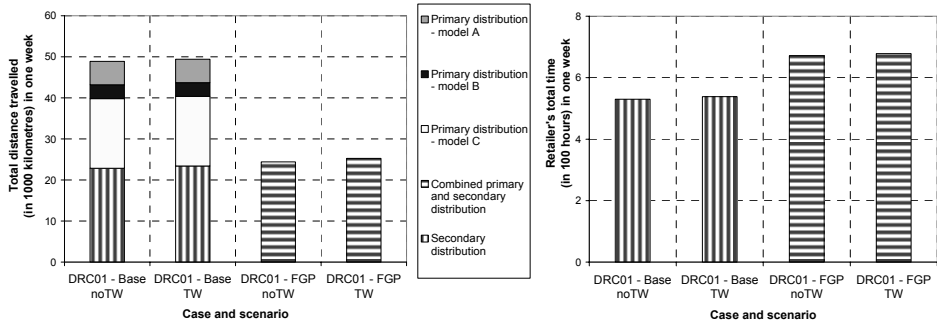 Total distance travelled
(in 1000 kilometres) in one week
60
50
40
30
20
10
0
DRC01 - Base
noTW
DRC01 - Base
TW
DRC01 - FGP
noTW
DRC01 - FGP
TW
Case and scenario
Primary distribution
- model A
Primary distribution
- model B
Primary distribution
- model C
Combined primary
and secondary
distribution
Secondary
distribution
Retailer's total time
(in 100 hours) in one week
8
6
4
2
0
DRC01 - Base
noTW
DRC01 - Base
TW
DRC01 - FGP
noTW
DRC01 - FGP
TW
Case and scenario